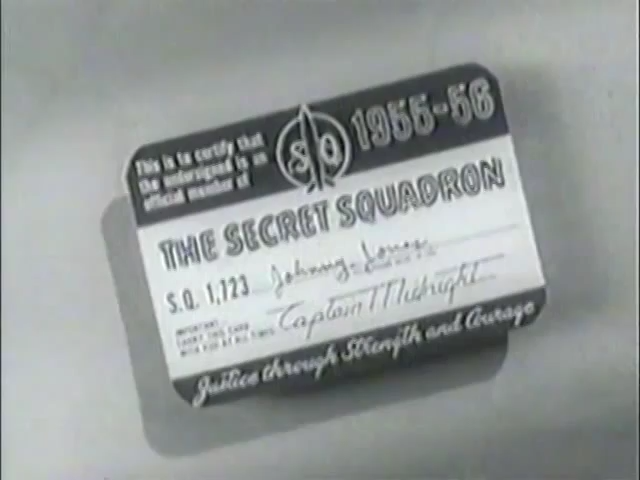 This is to certify that
the undersigned is an
official member of
SQ
1955-56
THE SECRET SQUADRON
S.Q. 1,723 Johnny Jones
IMPORTANT:
CARRY THIS CARD
WITH YOU AT ALL TIMES
Captain Midnight
Justice through Strength and Courage